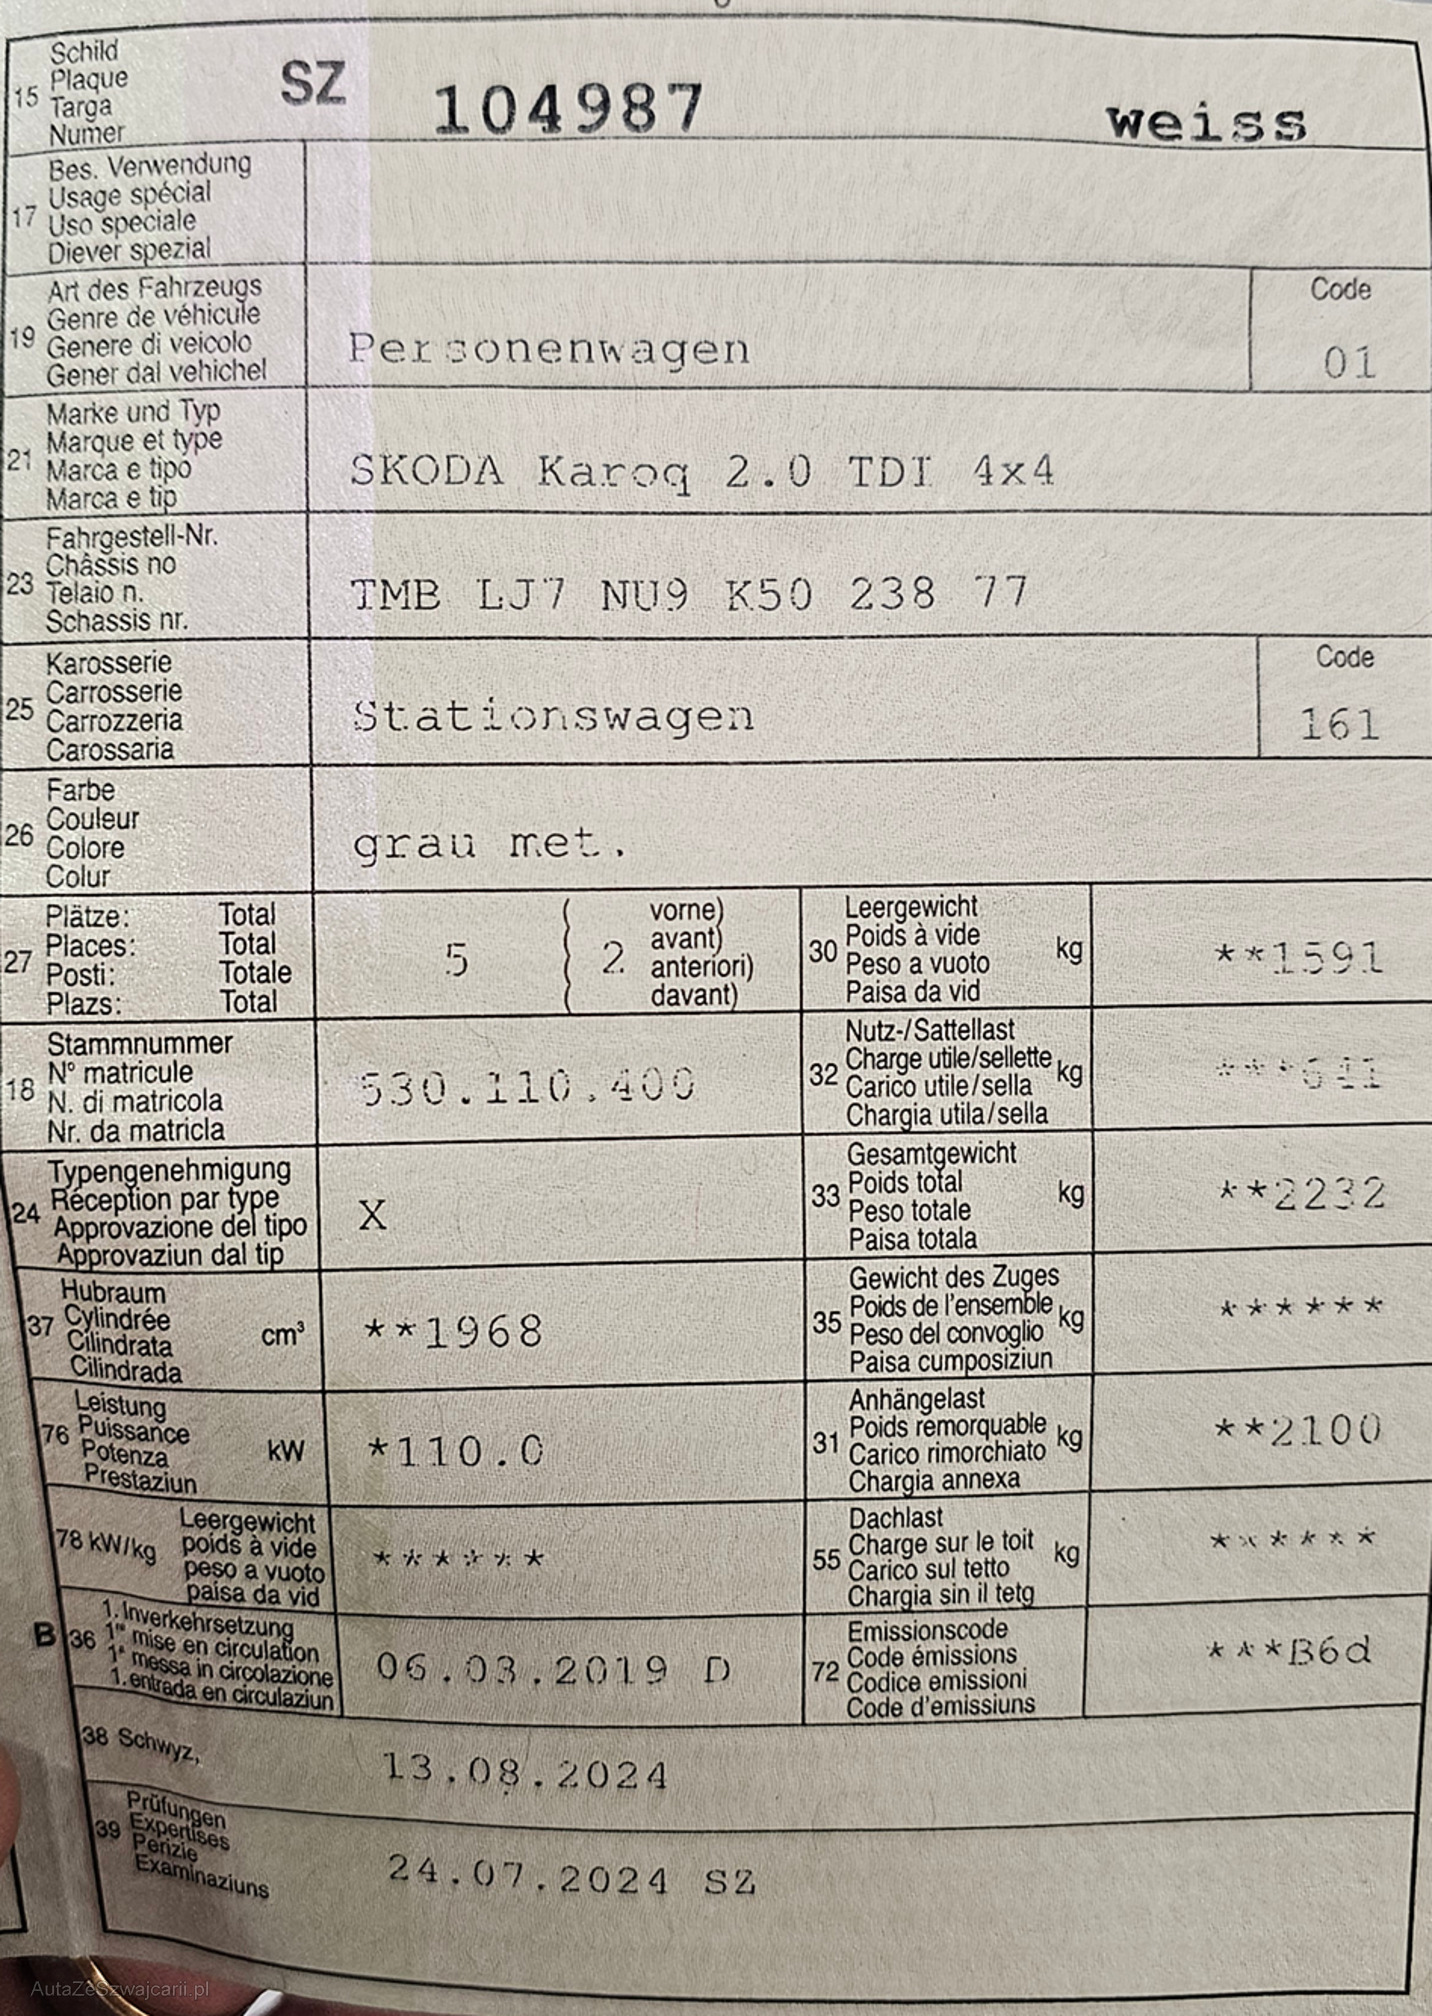 15 Schild
Plaque
Targa
Numer
SZ 104987 weiss
17 Bes. Verwendung
Usage spécial
Uso speciale
Diever spezial
19 Art des Fahrzeugs
Genre de véhicule
Genere di veicolo
Gener dal vehichel
Personenwagen
Code
01
21 Marke und Typ
Marque et type
Marca e tipo
Marca e tip
SKODA Karoq 2.0 TDI 4x4
23 Fahrgestell-Nr.
Châssis no
Telaio n.
Schassis nr.
TMB LJ7 NU9 K50 238 77
25 Karosserie
Carrosserie
Carrozzeria
Carossaria
Stationswagen
Code
161
26 Farbe
Couleur
Colore
Colur
grau met.
27 Plätze: Total
Places: Total
Posti: Totale
Plazs: Total
5 ( 2 vorne)
avant)
anteriori)
davant)
30 Leergewicht
Poids à vide
Peso a vuoto
Paisa da vid
kg
**1591
18 Stammnummer
N° matricule
N. di matricola
Nr. da matricla
530.110.400
32 Nutz-/Sattellast
Charge utile/sellette
Carico utile/sella
Chargia utila/sella
kg
***641
24 Typengenehmigung
Réception par type
Approvazione del tipo
Approvaziun dal tip
X
33 Gesamtgewicht
Poids total
Peso totale
Paisa totala
kg
**2232
37 Hubraum
Cylindrée
Cilindrata
Cilindrada
cm³
**1968
35 Gewicht des Zuges
Poids de l'ensemble
Peso del convoglio
Paisa cumposiziun
kg
******
76 Leistung
Puissance
Potenza
Prestaziun
kW
*110.0
31 Anhängelast
Poids remorquable
Carico rimorchiato
Chargia annexa
kg
**2100
78 kW/kg Leergewicht
poids à vide
peso a vuoto
paisa da vid
******
55 Dachlast
Charge sur le toit
Carico sul tetto
Chargia sin il tetg
kg
******
B 36 1. Inverkehrsetzung
1re mise en circulation
1a messa in circolazione
1. entrada en circulaziun
06.03.2019 D
72 Emissionscode
Code émissions
Codice emissioni
Code d'emissiuns
***B6d
38 Schwyz,
13.08.2024
39 Prüfungen
Expertises
Perizie
Examinaziuns
24.07.2024 SZ
AutaZeSzwajcarii.pl